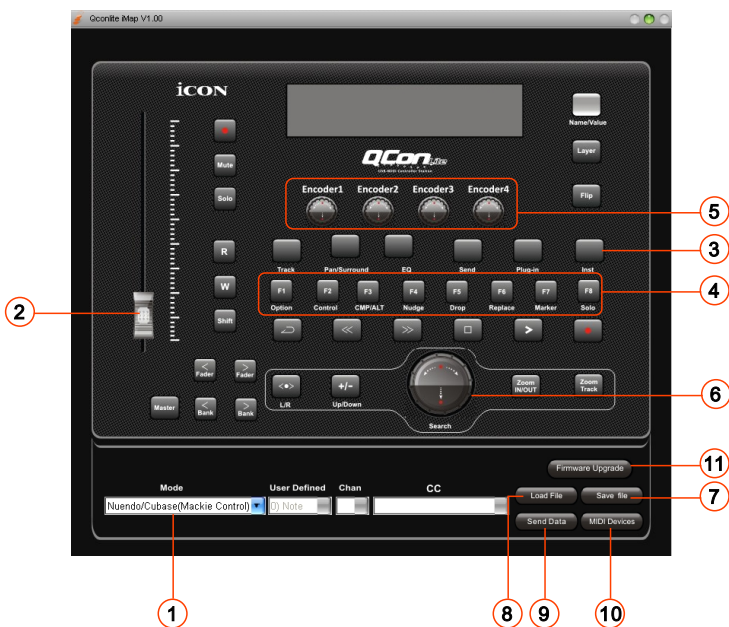 Qconlite iMap V1.00
iCON
Name/Value
Mute
Layer
QCon Lite
USB-MIDI Controller Station
Solo
Flip
Encoder1 Encoder2 Encoder3 Encoder4
5
R
3
Track Pan/Surround EQ Send Plug-in Inst
W
F1 F2 F3 F4 F5 F6 F7 F8
4
Option Control CMP/ALT Nudge Drop Replace Marker Solo
2
Shift
< Fader > Fader
L/R
+/-
Up/Down
Zoom IN/OUT
Zoom Track
6
Master
< Bank > Bank
Search
Firmware Upgrade
11
Mode User Defined Chan CC
Load File Save file
7
Nuendo/Cubase(Mackie Control) 0) Note
Send Data MIDI Devices
1 8 9 10